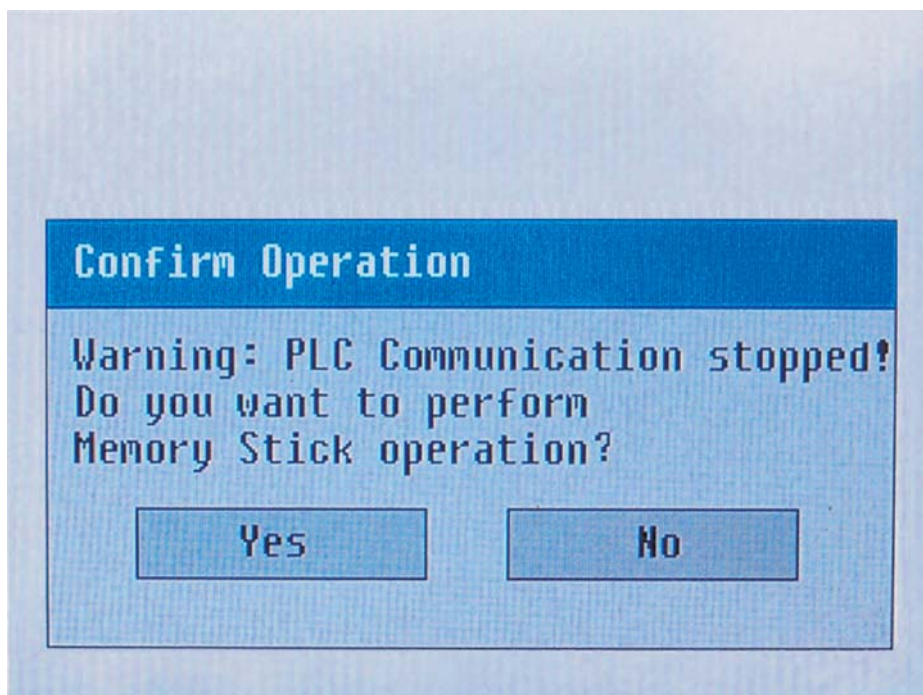 Confirm Operation
Warning: PLC Communication stopped!
Do you want to perform
Memory Stick operation?
Yes
No